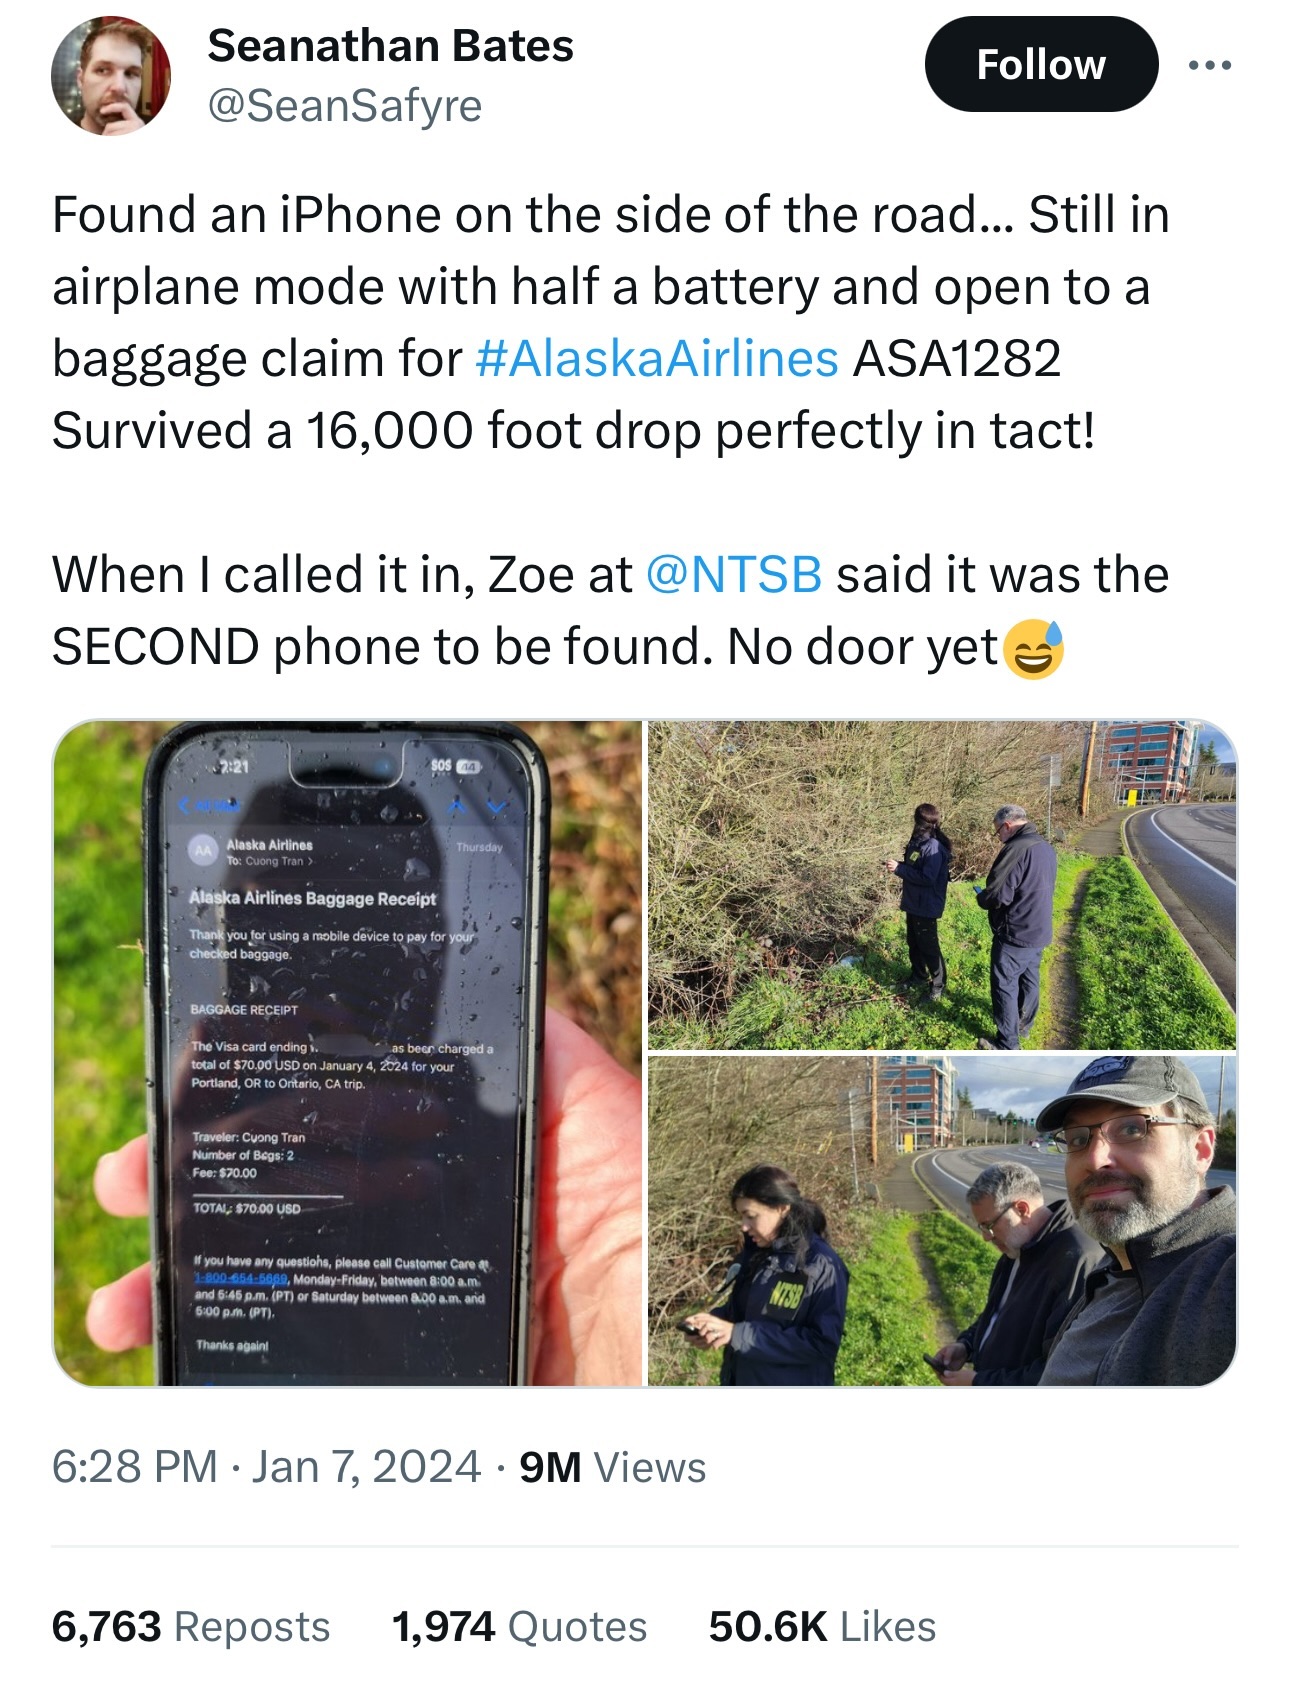 Seanathan Bates
@SeanSafyre
Follow
Found an iPhone on the side of the road... Still in
airplane mode with half a battery and open to a
baggage claim for #AlaskaAirlines ASA1282
Survived a 16,000 foot drop perfectly in tact!
When I called it in, Zoe at @NTSB said it was the
SECOND phone to be found. No door yet😅
2:21
SOS 44
AA
Alaska Airlines
Thursday
To: Cuong Tran >
Alaska Airlines Baggage Receipt
Thank you for using a mobile device to pay for your
checked baggage.
BAGGAGE RECEIPT
The Visa card ending
as been charged a
total of $70.00 USD on January 4, 2024 for your
Portland, OR to Ontario, CA trip.
Traveler: Cuong Tran
Number of Bags: 2
Fee: $70.00
TOTAL: $70.00 USD
If you have any questions, please call Customer Care at
1-800-654-5669, Monday-Friday, between 8:00 a.m.
and 5:45 p.m. (PT) or Saturday between 8:00 a.m. and
5:00 p.m. (PT).
Thanks again!
NTSB
6:28 PM · Jan 7, 2024 · 9M Views
6,763 Reposts 1,974 Quotes 50.6K Likes